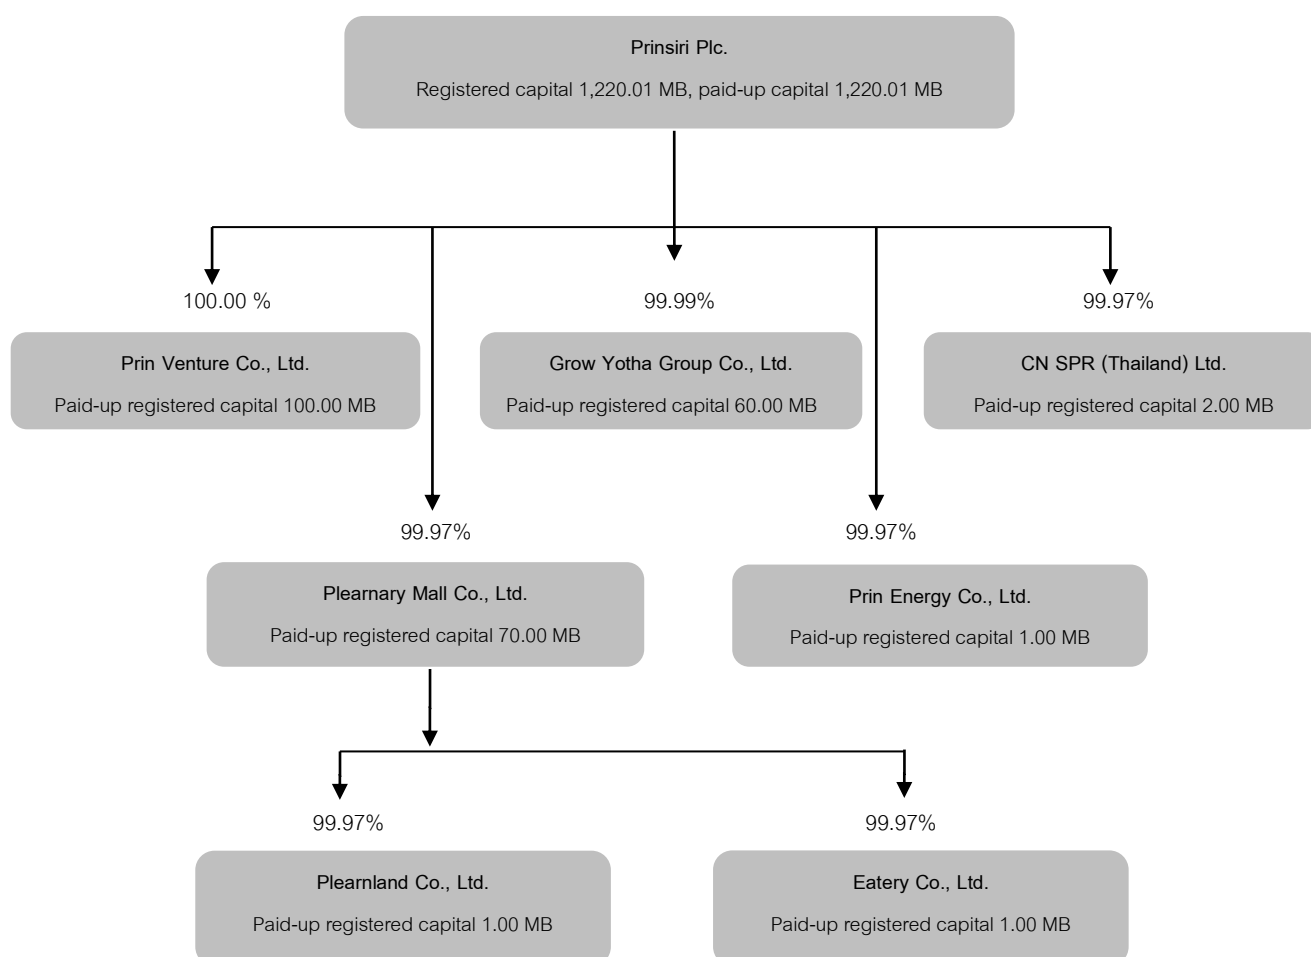 Prinsiri Plc.
Registered capital 1,220.01 MB, paid-up capital 1,220.01 MB
100.00 %
99.99%
99.97%
Prin Venture Co., Ltd.
Paid-up registered capital 100.00 MB
Grow Yotha Group Co., Ltd.
Paid-up registered capital 60.00 MB
CN SPR (Thailand) Ltd.
Paid-up registered capital 2.00 MB
99.97%
99.97%
Plearnary Mall Co., Ltd.
Paid-up registered capital 70.00 MB
Prin Energy Co., Ltd.
Paid-up registered capital 1.00 MB
99.97%
99.97%
Plearnland Co., Ltd.
Paid-up registered capital 1.00 MB
Eatery Co., Ltd.
Paid-up registered capital 1.00 MB